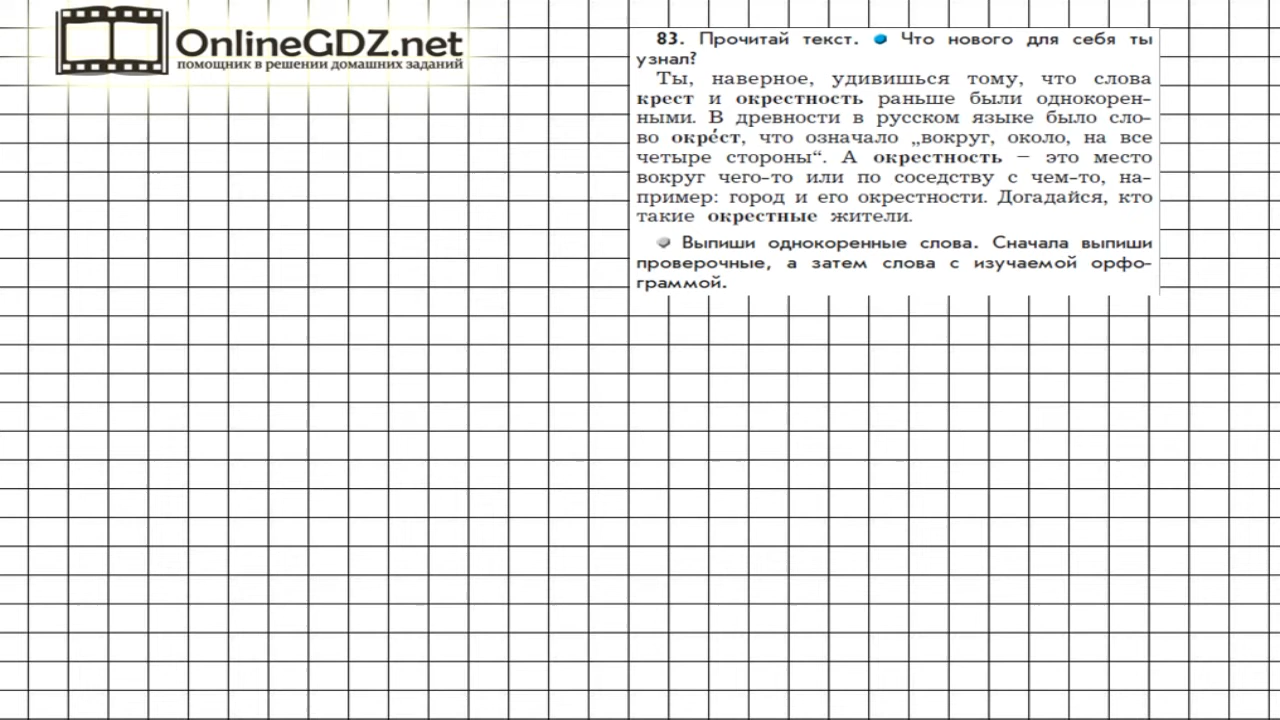 OnlineGDZ.net
помощник в решении домашних заданий
83. Прочитай текст. Что нового для себя ты
узнал?
Ты, наверное, удивишься тому, что слова
крест и окрестность раньше были однокорен-
ными. В древности в русском языке было сло-
во окре́ст, что означало „вокруг, около, на все
четыре стороны“. А окрестность – это место
вокруг чего-то или по соседству с чем-то, на-
пример: город и его окрестности. Догадайся, кто
такие окрестные жители.
Выпиши однокоренные слова. Сначала выпиши
проверочные, а затем слова с изучаемой орфо-
граммой.